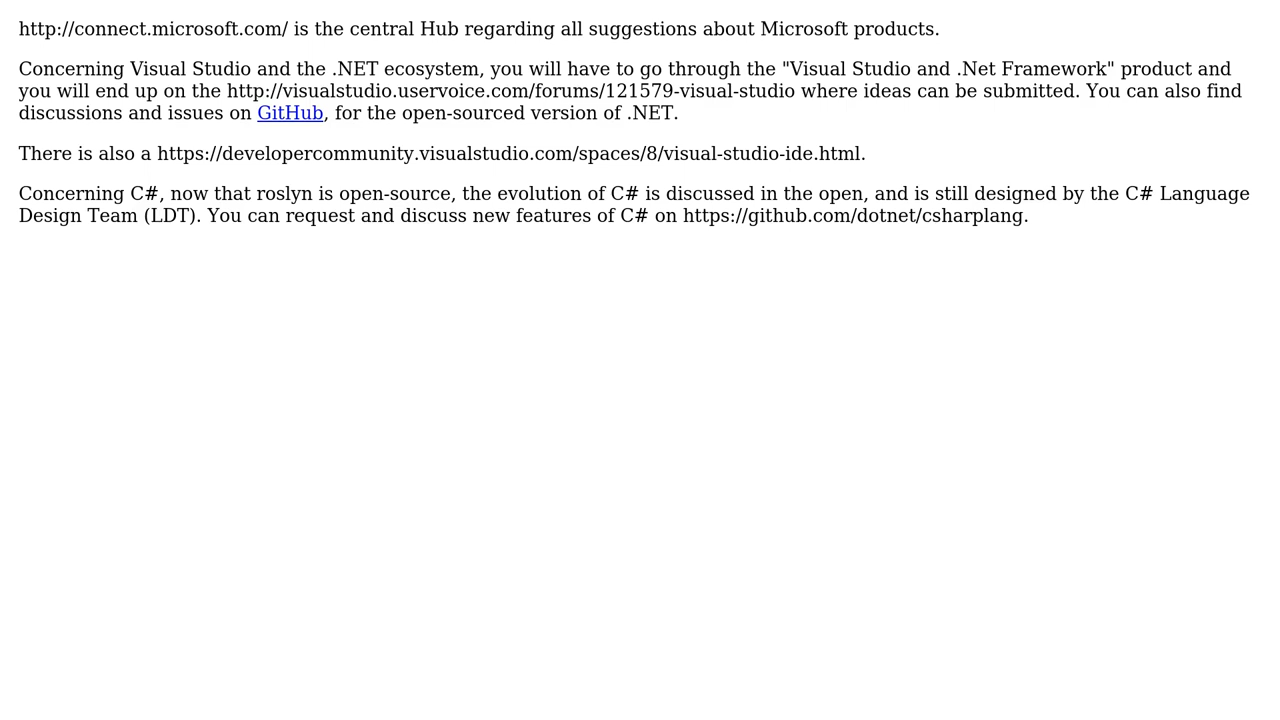 http://connect.microsoft.com/ is the central Hub regarding all suggestions about Microsoft products.
Concerning Visual Studio and the .NET ecosystem, you will have to go through the "Visual Studio and .Net Framework" product and
you will end up on the http://visualstudio.uservoice.com/forums/121579-visual-studio where ideas can be submitted. You can also find
discussions and issues on GitHub, for the open-sourced version of .NET.
There is also a https://developercommunity.visualstudio.com/spaces/8/visual-studio-ide.html.
Concerning C#, now that roslyn is open-source, the evolution of C# is discussed in the open, and is still designed by the C# Language
Design Team (LDT). You can request and discuss new features of C# on https://github.com/dotnet/csharplang.